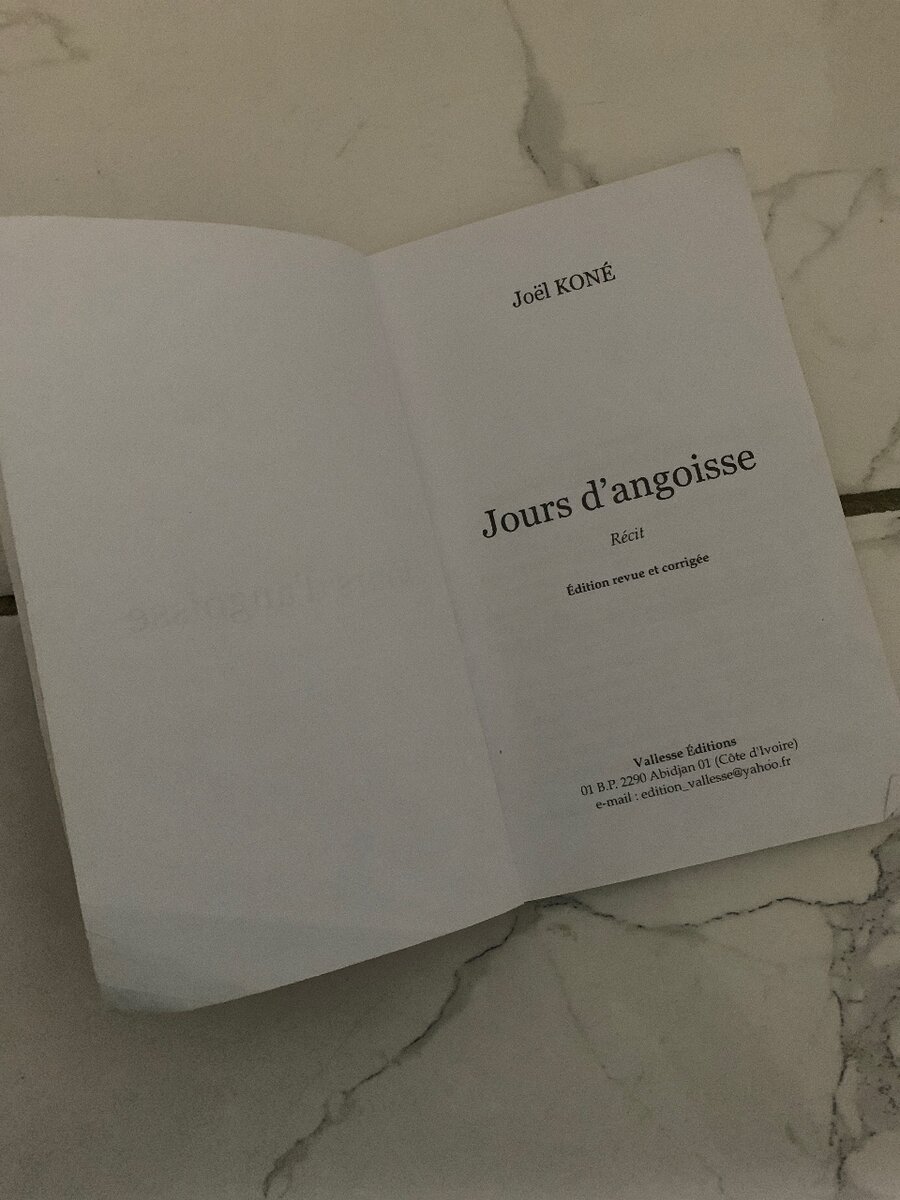 Joël KONÉ
Jours d'angoisse
Récit
Édition revue et corrigée
Vallesse Éditions
01 B.P. 2290 Abidjan 01 (Côte d'Ivoire)
e-mail : edition_vallesse@yahoo.fr